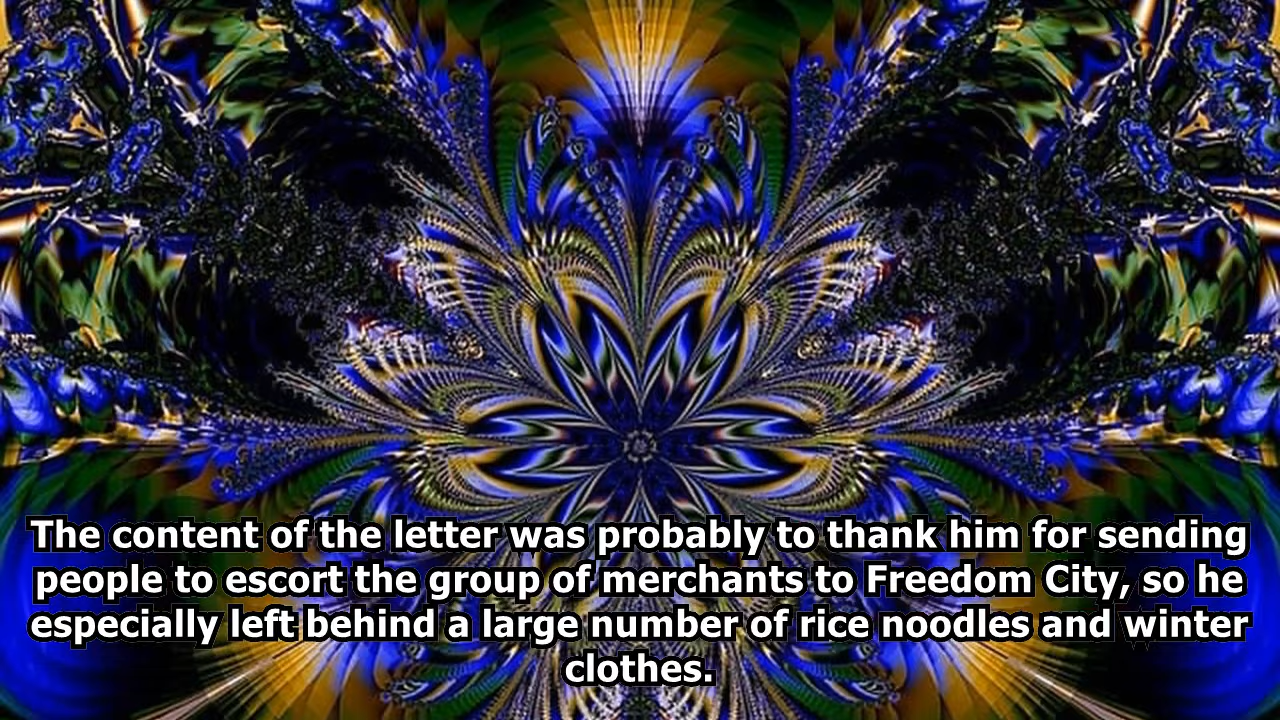 The content of the letter was probably to thank him for sending
people to escort the group of merchants to Freedom City, so he
especially left behind a large number of rice noodles and winter
clothes.